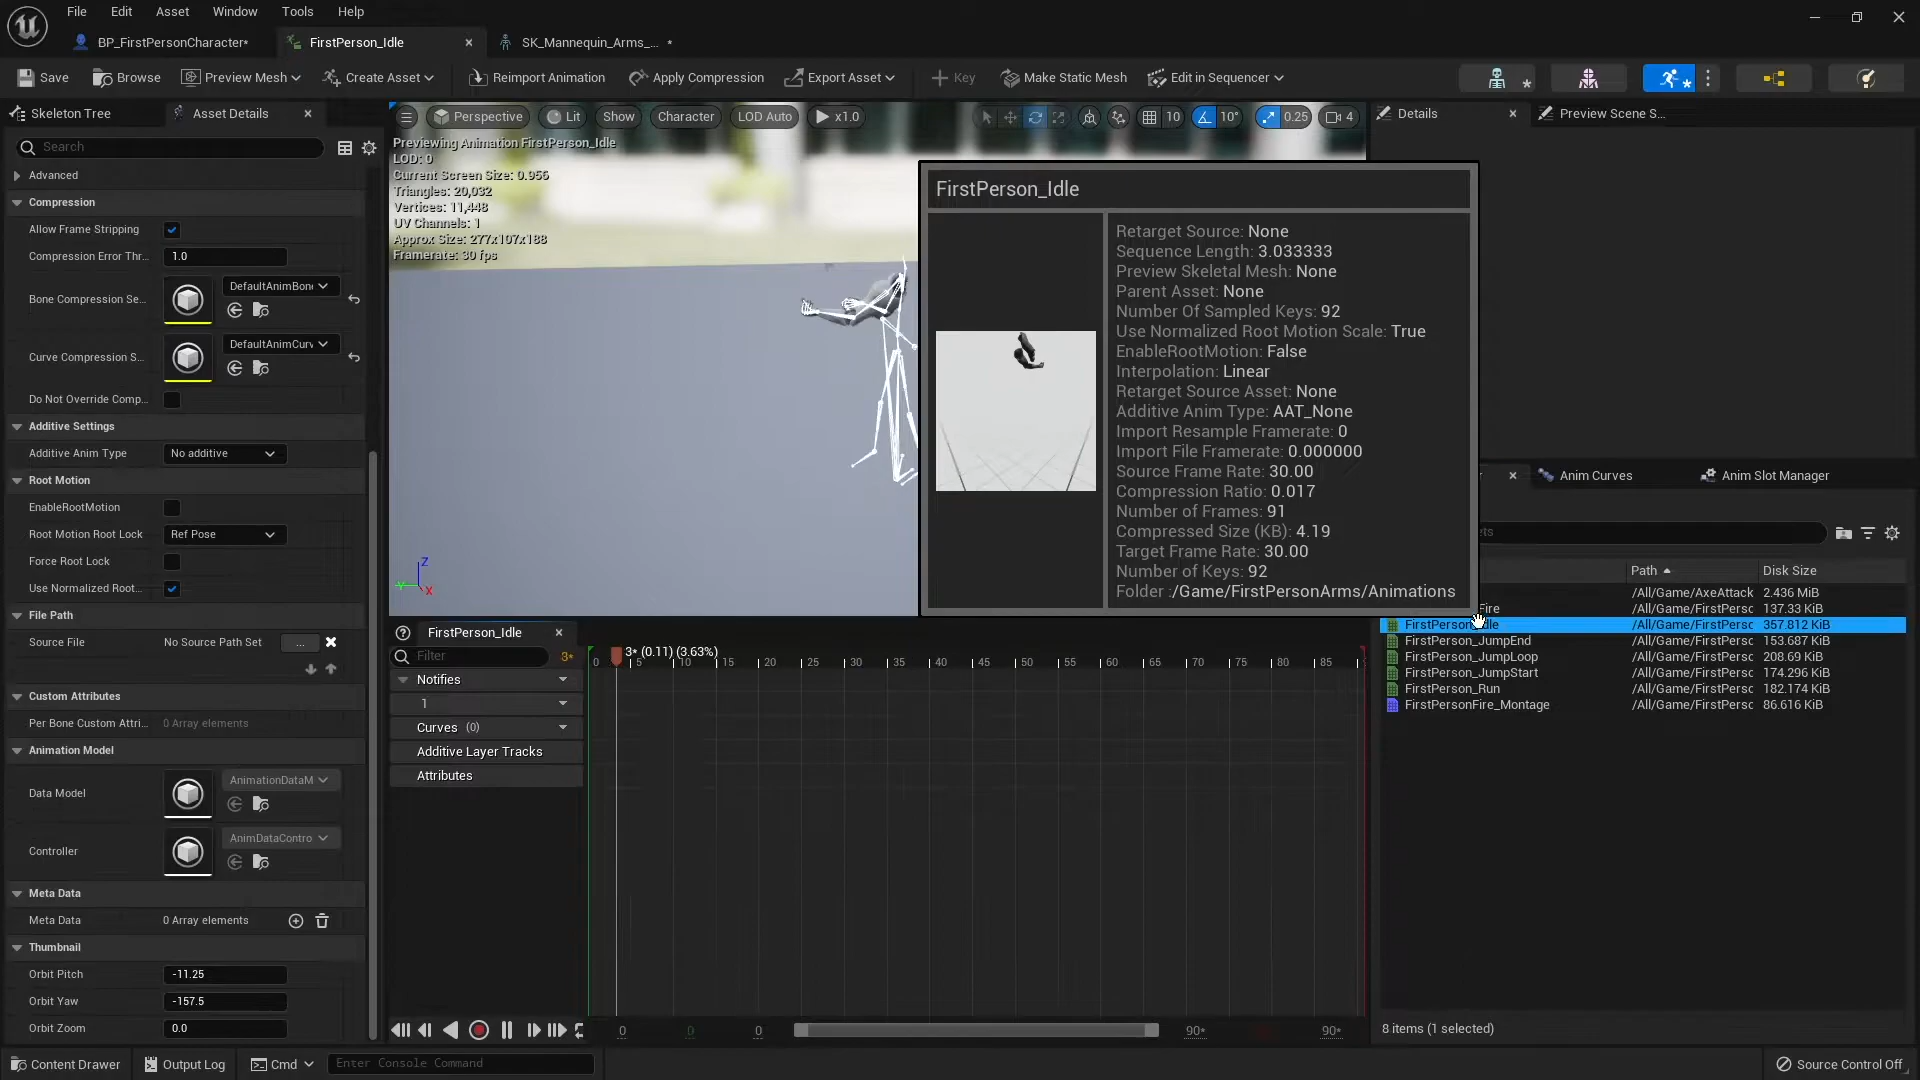 File Edit Asset Window Tools Help
BP_FirstPersonCharacter* FirstPerson_Idle SK_Mannequin_Arms_... *
Save Browse Preview Mesh Create Asset Reimport Animation Apply Compression Export Asset Key Make Static Mesh Edit in Sequencer
Skeleton Tree Asset Details
Search
Advanced
Compression
Allow Frame Stripping
Compression Error Thr... 1.0
Bone Compression Se... DefaultAnimBon
Curve Compression S... DefaultAnimCurv
Do Not Override Comp...
Additive Settings
Additive Anim Type No additive
Root Motion
EnableRootMotion
Root Motion Root Lock Ref Pose
Force Root Lock
Use Normalized Root...
File Path
Source File No Source Path Set ...
Custom Attributes
Per Bone Custom Attri... 0 Array elements
Animation Model
Data Model AnimationDataM
Controller AnimDataContro
Meta Data
Meta Data 0 Array elements
Thumbnail
Orbit Pitch -11.25
Orbit Yaw -157.5
Orbit Zoom 0.0
Perspective Lit Show Character LOD Auto x1.0 10 10° 0.25 4
Previewing Animation FirstPerson_Idle
LOD: 0
Current Screen Size: 0.956
Triangles: 20,032
Vertices: 11,448
UV Channels: 1
Approx Size: 277x107x188
Framerate: 30 fps
Z
Y
X
FirstPerson_Idle
Retarget Source: None
Sequence Length: 3.033333
Preview Skeletal Mesh: None
Parent Asset: None
Number Of Sampled Keys: 92
Use Normalized Root Motion Scale: True
EnableRootMotion: False
Interpolation: Linear
Retarget Source Asset: None
Additive Anim Type: AAT_None
Import Resample Framerate: 0
Import File Framerate: 0.000000
Source Frame Rate: 30.00
Compression Ratio: 0.017
Number of Frames: 91
Compressed Size (KB): 4.19
Target Frame Rate: 30.00
Number of Keys: 92
Folder :/Game/FirstPersonArms/Animations
FirstPerson_Idle
Filter 3*
3* (0.11) (3.63%)
0 5 10 15 20 25 30 35 40 45 50 55 60 65 70 75 80 85
Notifies
1
Curves (0)
Additive Layer Tracks
Attributes
0 0 0 90* 90*
Details Preview Scene S...
Anim Curves Anim Slot Manager
Path Disk Size
/All/Game/AxeAttack 2.436 MiB
Fire /All/Game/FirstPersc 137.33 KiB
FirstPerson_Idle /All/Game/FirstPersc 357.812 KiB
FirstPerson_JumpEnd /All/Game/FirstPersc 153.687 KiB
FirstPerson_JumpLoop /All/Game/FirstPersc 208.69 KiB
FirstPerson_JumpStart /All/Game/FirstPersc 174.296 KiB
FirstPerson_Run /All/Game/FirstPersc 182.174 KiB
FirstPersonFire_Montage /All/Game/FirstPersc 86.616 KiB
8 items (1 selected)
Content Drawer Output Log Cmd Enter Console Command Source Control Off